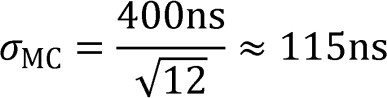 σ_MC = 400ns / √12 ≈ 115ns